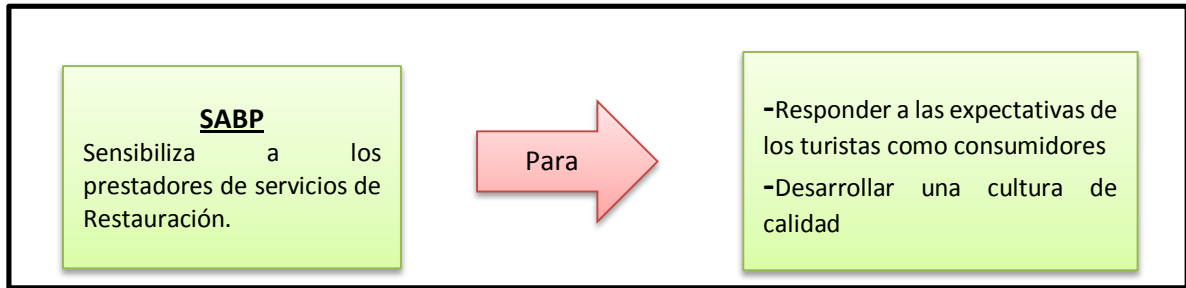 SABP
Sensibiliza a los
prestadores de servicios de
Restauración.
Para
-Responder a las expectativas de
los turistas como consumidores
-Desarrollar una cultura de
calidad